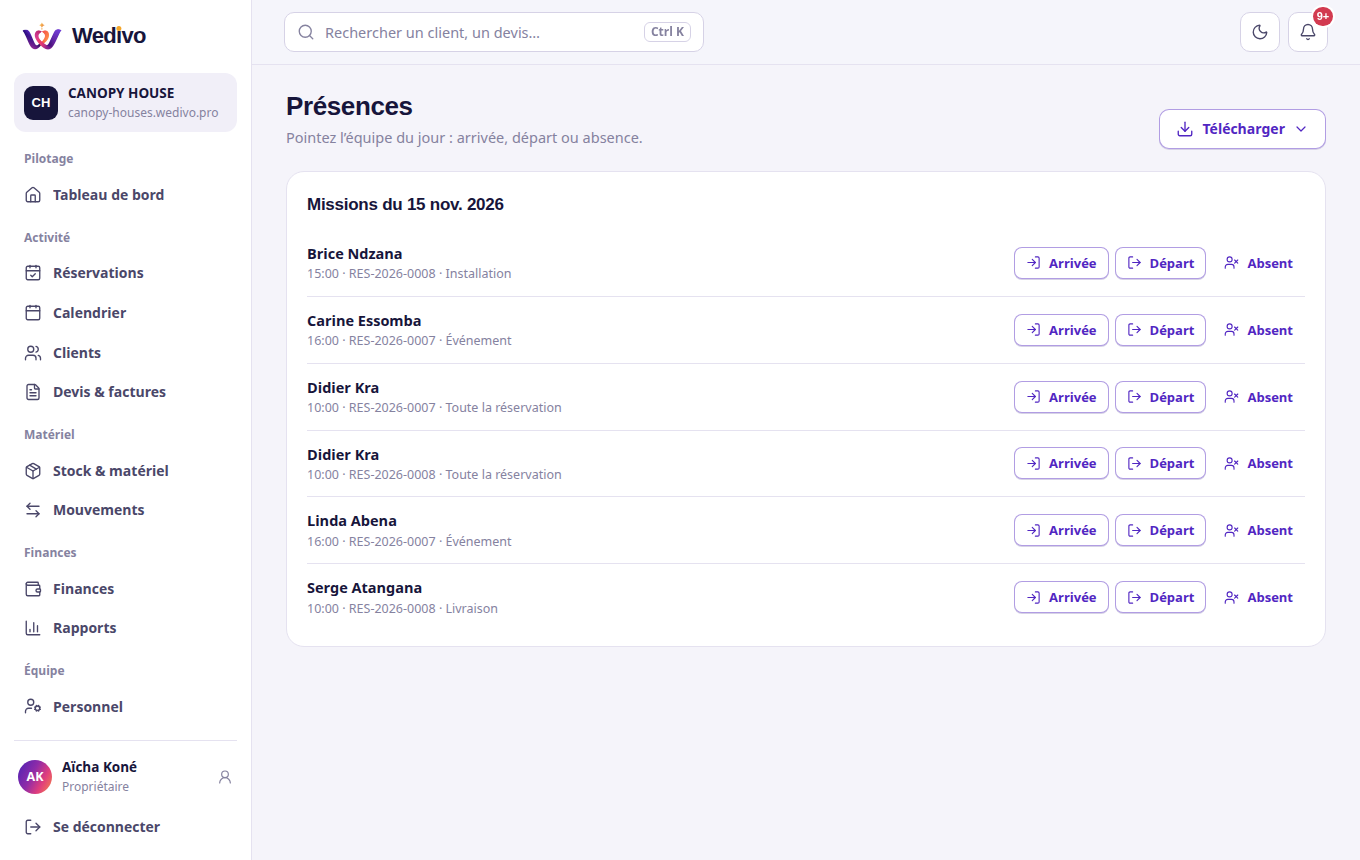 Wedivo
CH
CANOPY HOUSE
canopy-houses.wedivo.pro
Pilotage
Tableau de bord
Activité
Réservations
Calendrier
Clients
Devis & factures
Matériel
Stock & matériel
Mouvements
Finances
Finances
Rapports
Équipe
Personnel
AK
Aïcha Koné
Propriétaire
Se déconnecter
Rechercher un client, un devis...
Ctrl K
9+
Présences
Pointez l'équipe du jour : arrivée, départ ou absence.
Télécharger
Missions du 15 nov. 2026
Brice Ndzana
15:00 · RES-2026-0008 · Installation
Arrivée Départ Absent
Carine Essomba
16:00 · RES-2026-0007 · Événement
Arrivée Départ Absent
Didier Kra
10:00 · RES-2026-0007 · Toute la réservation
Arrivée Départ Absent
Didier Kra
10:00 · RES-2026-0008 · Toute la réservation
Arrivée Départ Absent
Linda Abena
16:00 · RES-2026-0007 · Événement
Arrivée Départ Absent
Serge Atangana
10:00 · RES-2026-0008 · Livraison
Arrivée Départ Absent